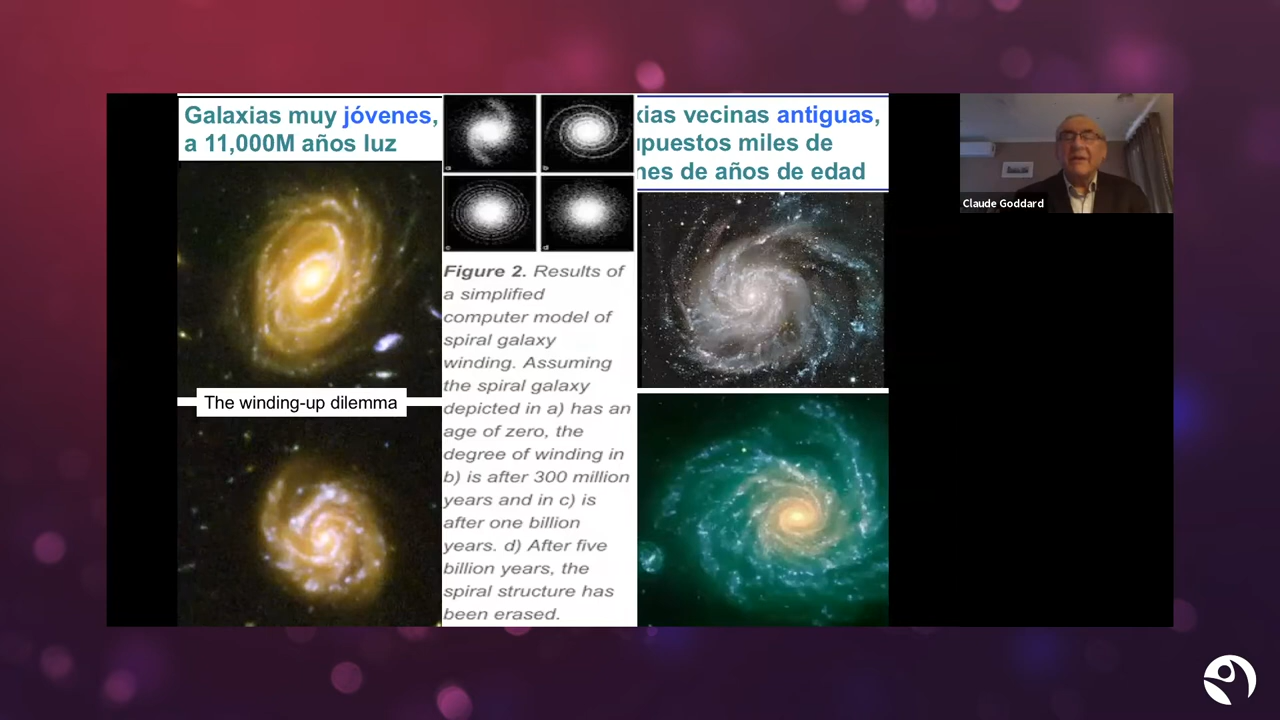 Galaxias muy jóvenes,
a 11,000M años luz
The winding-up dilemma
a
b
c
d
Figure 2. Results of
a simplified
computer model of
spiral galaxy
winding. Assuming
the spiral galaxy
depicted in a) has an
age of zero, the
degree of winding in
b) is after 300 million
years and in c) is
after one billion
years. d) After five
billion years, the
spiral structure has
been erased.
vecinas antiguas,
miles de
de años de edad
Claude Goddard